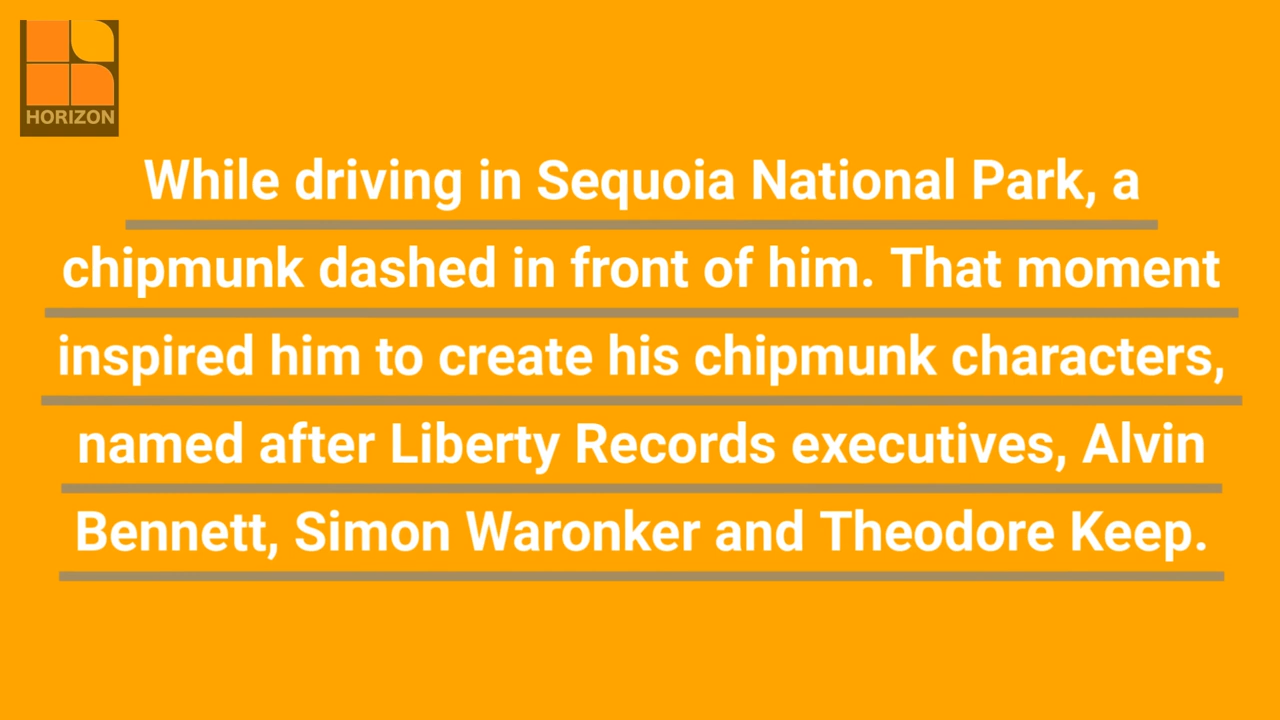 HORIZON
While driving in Sequoia National Park, a
chipmunk dashed in front of him. That moment
inspired him to create his chipmunk characters,
named after Liberty Records executives, Alvin
Bennett, Simon Waronker and Theodore Keep.